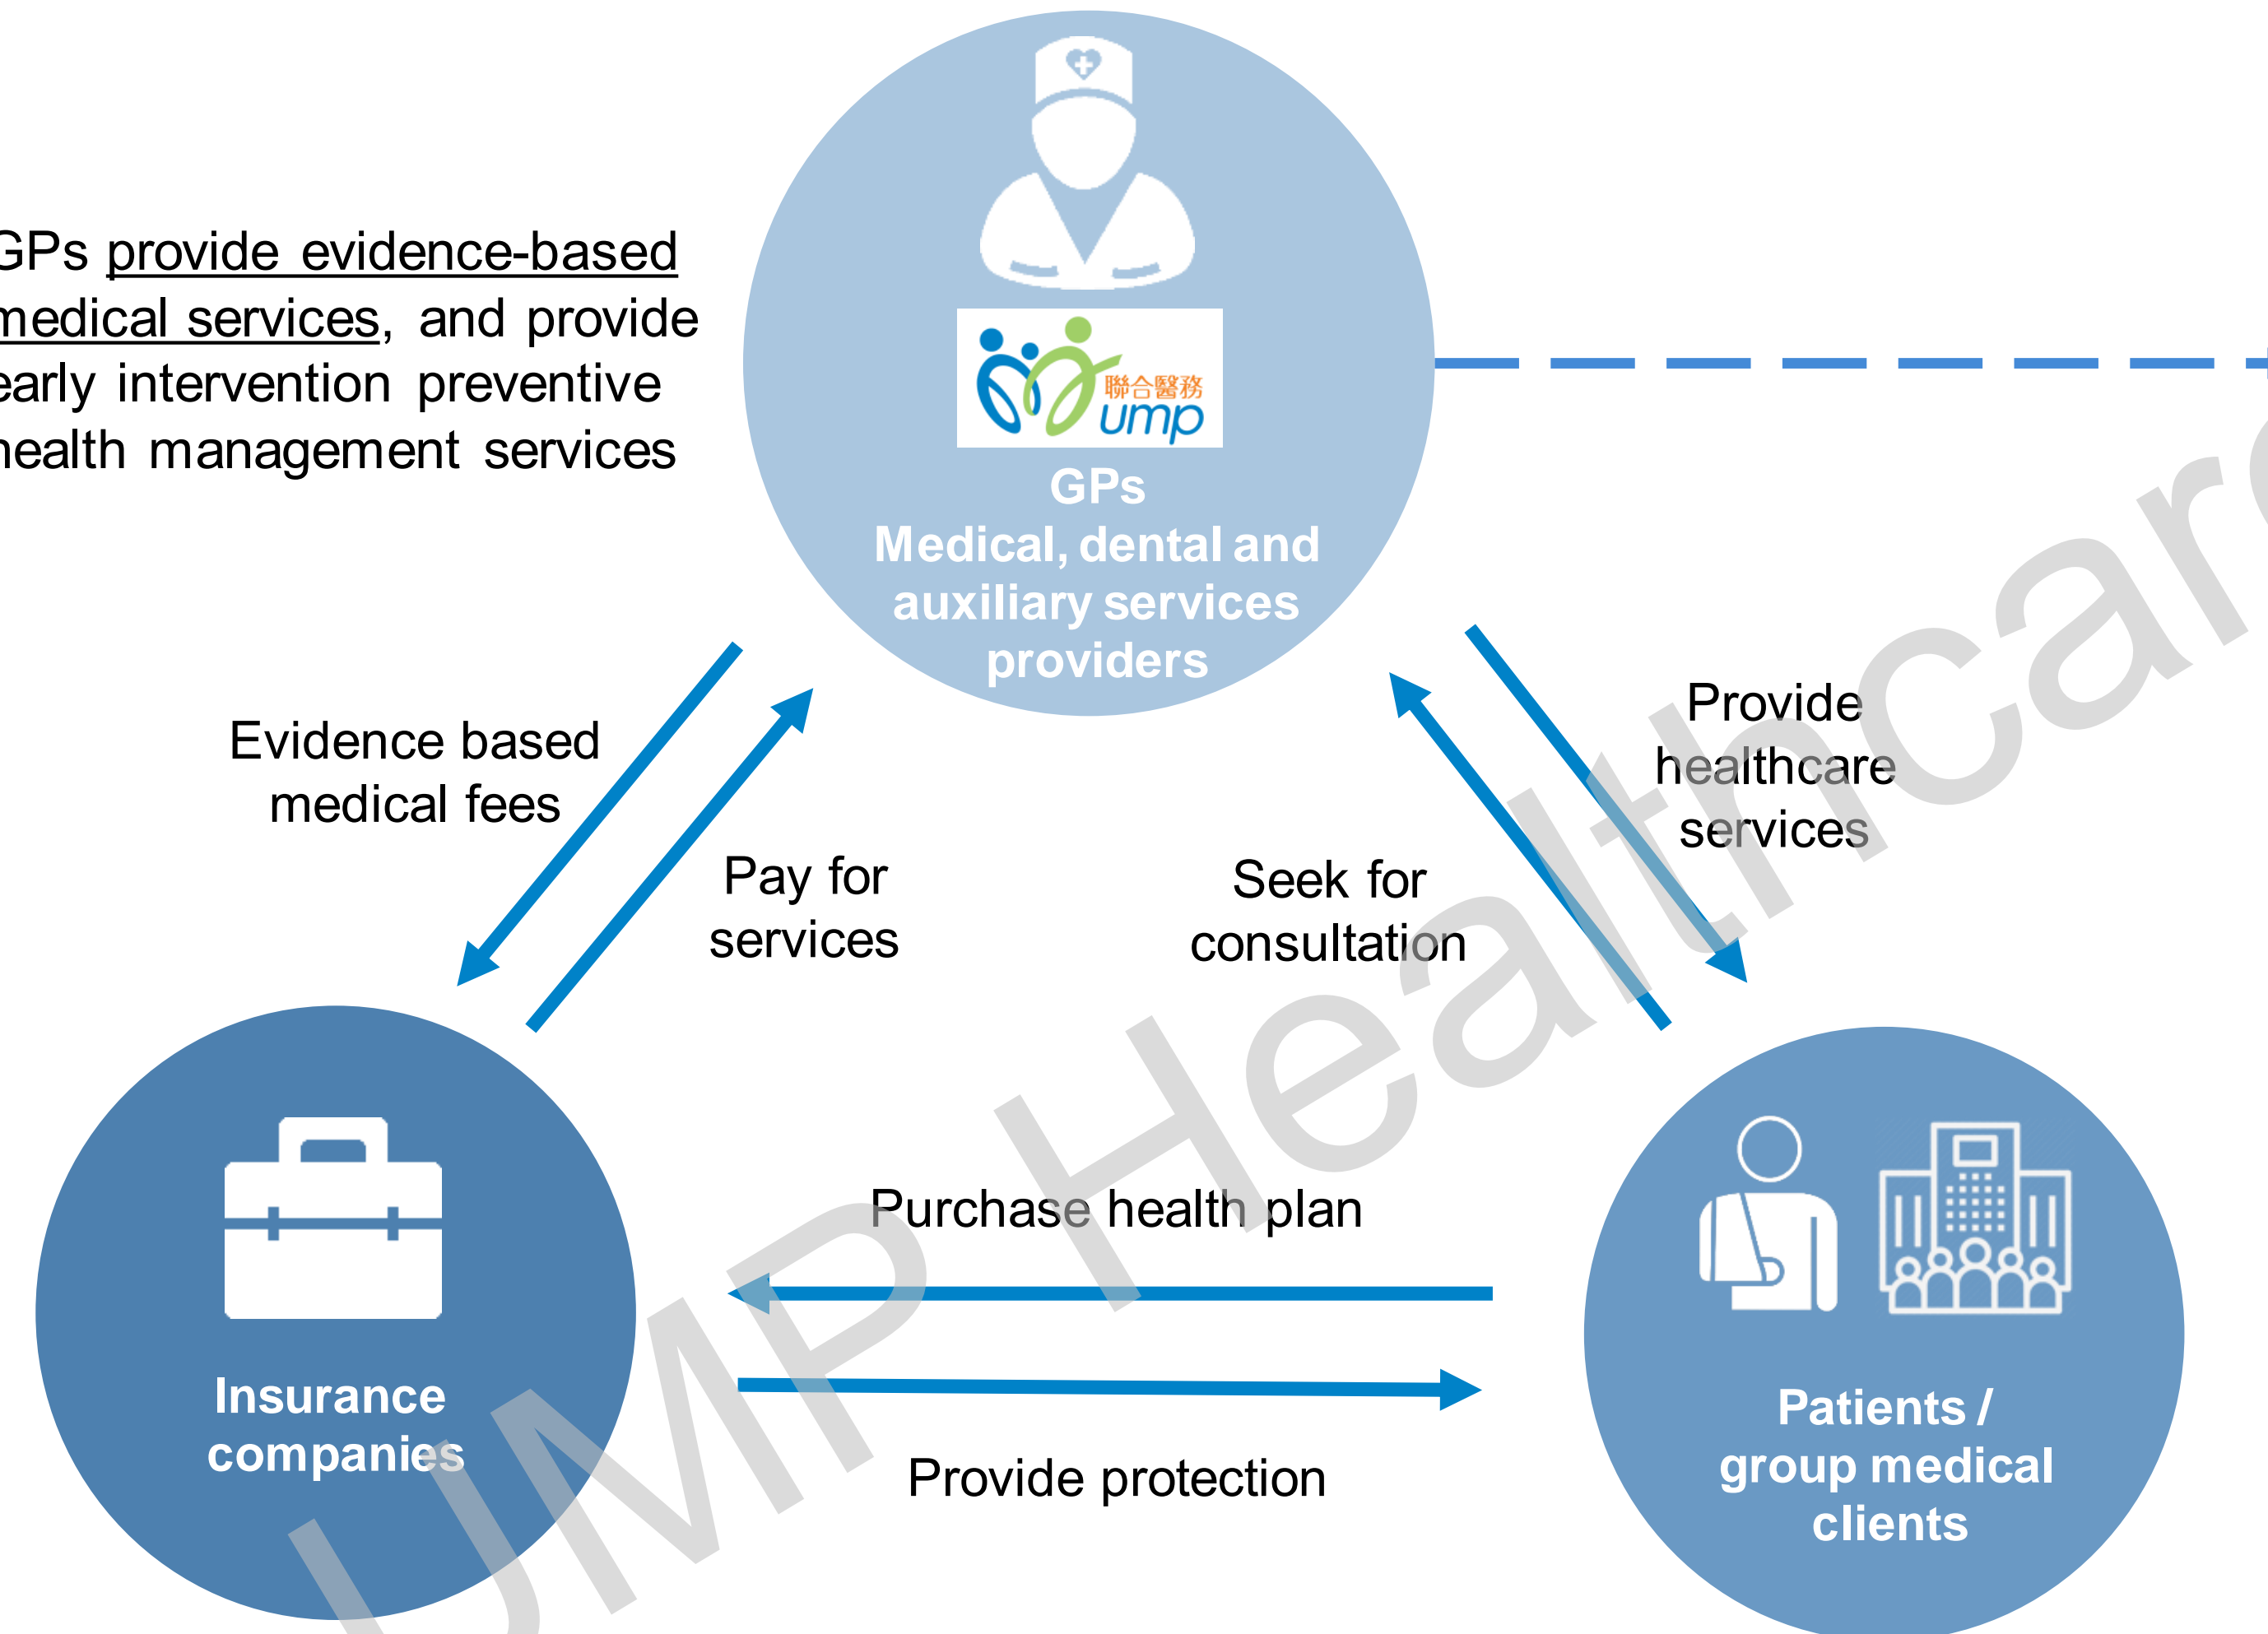 GPs provide evidence-based
medical services, and provide
early intervention preventive
health management services
聯合醫務
ump
GPs
Medical, dental and
auxiliary services
providers
Evidence based
medical fees
Pay for
services
Seek for
consultation
Provide
healthcare
services
Purchase health plan
Provide protection
Insurance
companies
Patients /
group medical
clients
UMP Healthcare